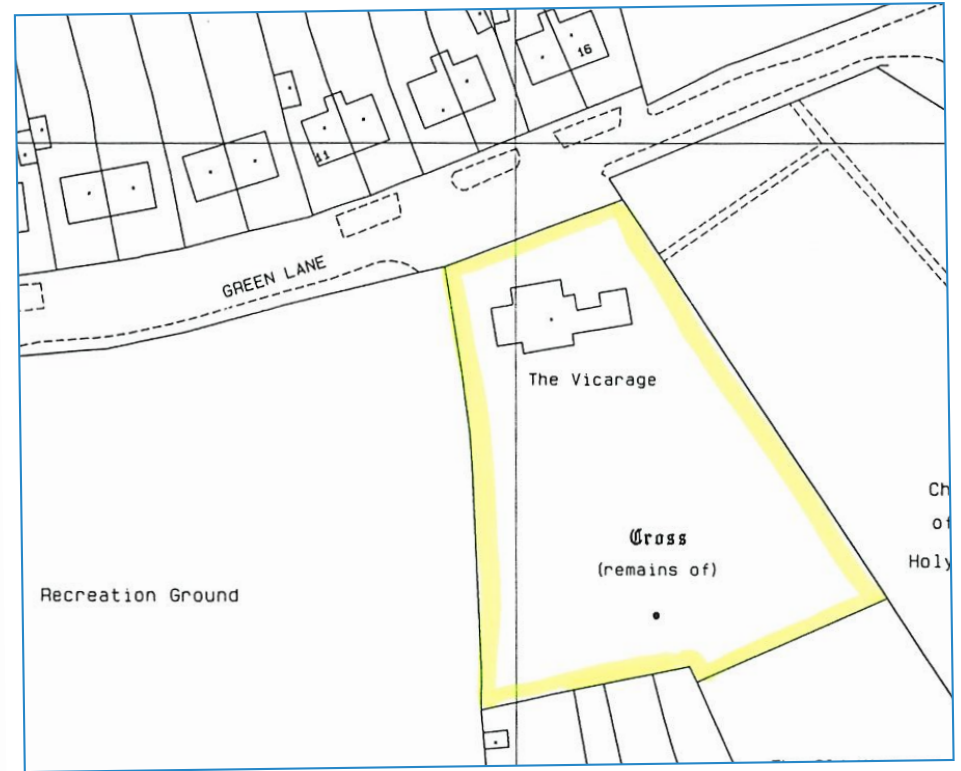 16
11
GREEN LANE
The Vicarage
Ch
of
Cross
(remains of)
Holy
Recreation Ground